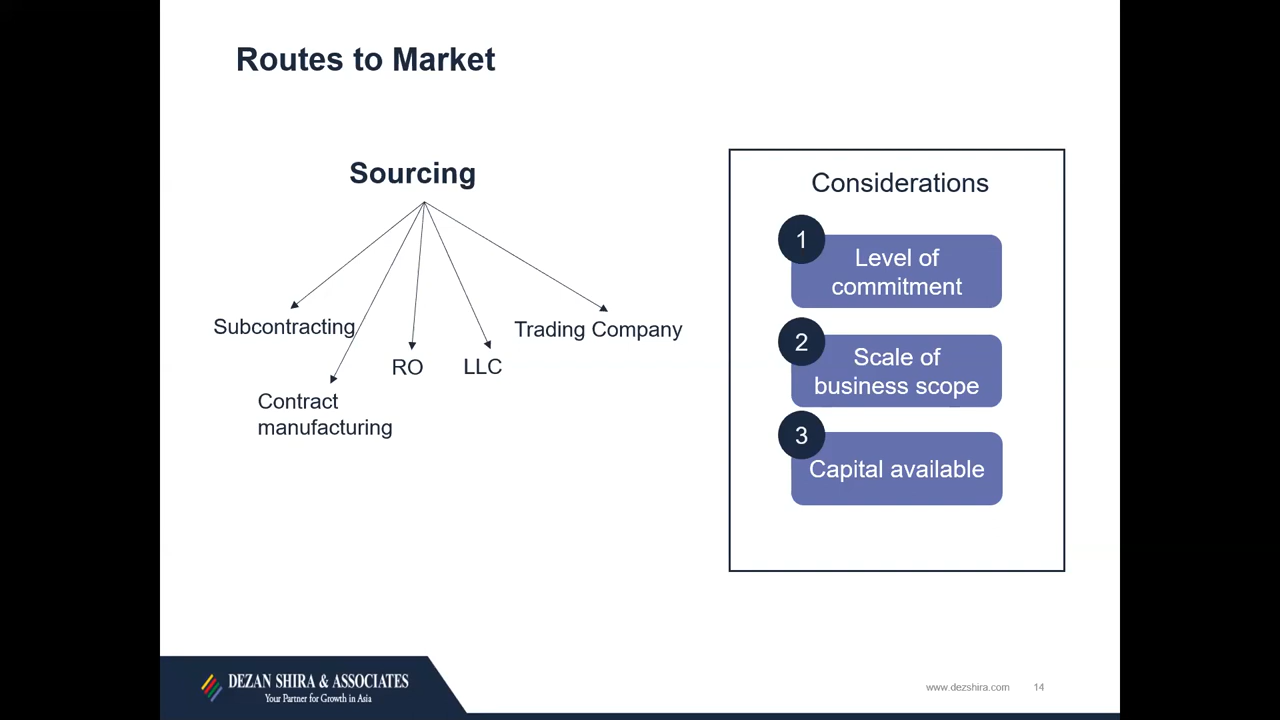 Routes to Market
Sourcing
Subcontracting
Contract
manufacturing
RO
LLC
Trading Company
Considerations
1
Level of
commitment
2
Scale of
business scope
3
Capital available
DEZAN SHIRA & ASSOCIATES
Your Partner for Growth in Asia
www.dezshira.com
14